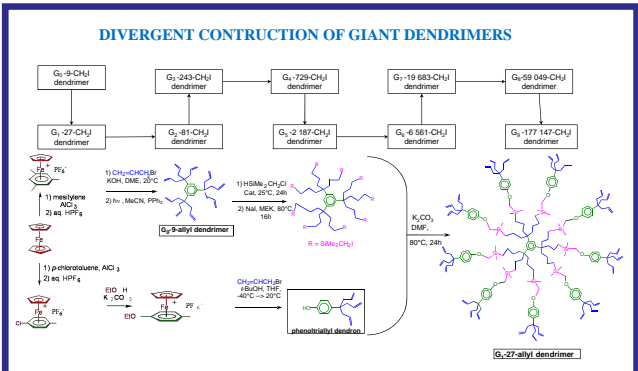 DIVERGENT CONTRUCTION OF GIANT DENDRIMERS
G0-9-CH2I
dendrimer
G3-243-CH2I
dendrimer
G4-729-CH2I
dendrimer
G7-19 683-CH2I
dendrimer
G8-59 049-CH2I
dendrimer
G1-27-CH2I
dendrimer
G2-81-CH2I
dendrimer
G5-2 187-CH2I
dendrimer
G6-6 561-CH2I
dendrimer
G9-177 147-CH2I
dendrimer
Fe + PF6-
1) mesitylene
AlCl3
2) aq. HPF6
Fe
1) p-chlorotoluene, AlCl3
2) aq. HPF6
Fe + PF6-
Cl
1) CH2=CHCH2Br
KOH, DME, 20°C
2) hν, MeCN, PPh3
G0-9-allyl dendrimer
1) HSiMe2CH2Cl
Cat, 25°C, 24h
2) NaI, MEK, 80°C,
16h
R
R = SiMe2CH2I
K2CO3
DMF,
80°C, 24h
EtO H
K2CO3
Fe + PF6-
EtO
CH2=CHCH2Br
t-BuOH, THF,
-40°C --> 20°C
HO
phenoltriallyl dendron
G1-27-allyl dendrimer